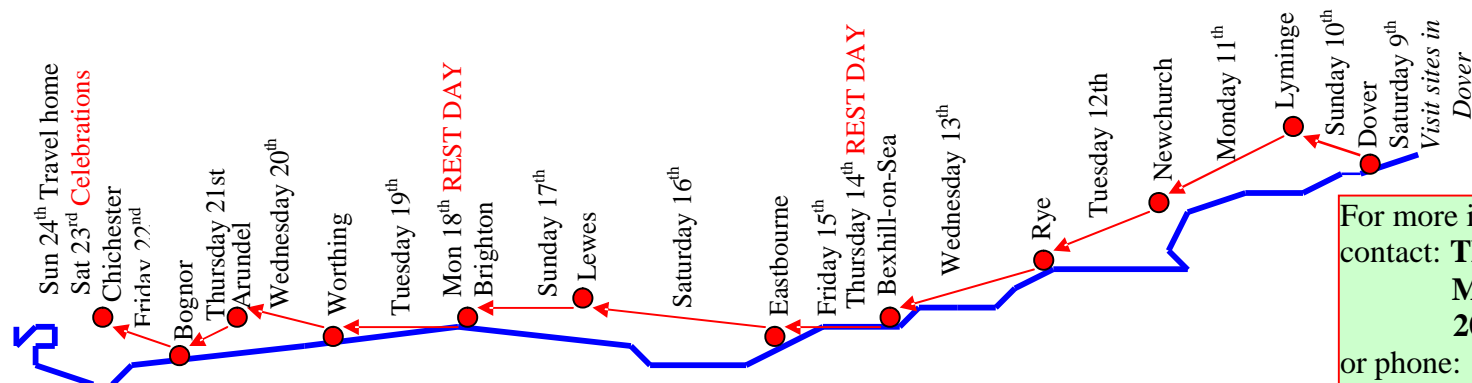 Sun 24th Travel home
Sat 23rd Celebrations
Chichester
Friday 22nd
Bognor
Thursday 21st
Arundel
Wednesday 20th
Worthing
Tuesday 19th
Mon 18th REST DAY
Brighton
Sunday 17th
Lewes
Saturday 16th
Eastbourne
Friday 15th
Thursday 14th REST DAY
Bexhill-on-Sea
Wednesday 13th
Rye
Tuesday 12th
Newchurch
Monday 11th
Lyminge
Sunday 10th
Dover
Saturday 9th
Visit sites in
Dover
For more
contact:
or phone: